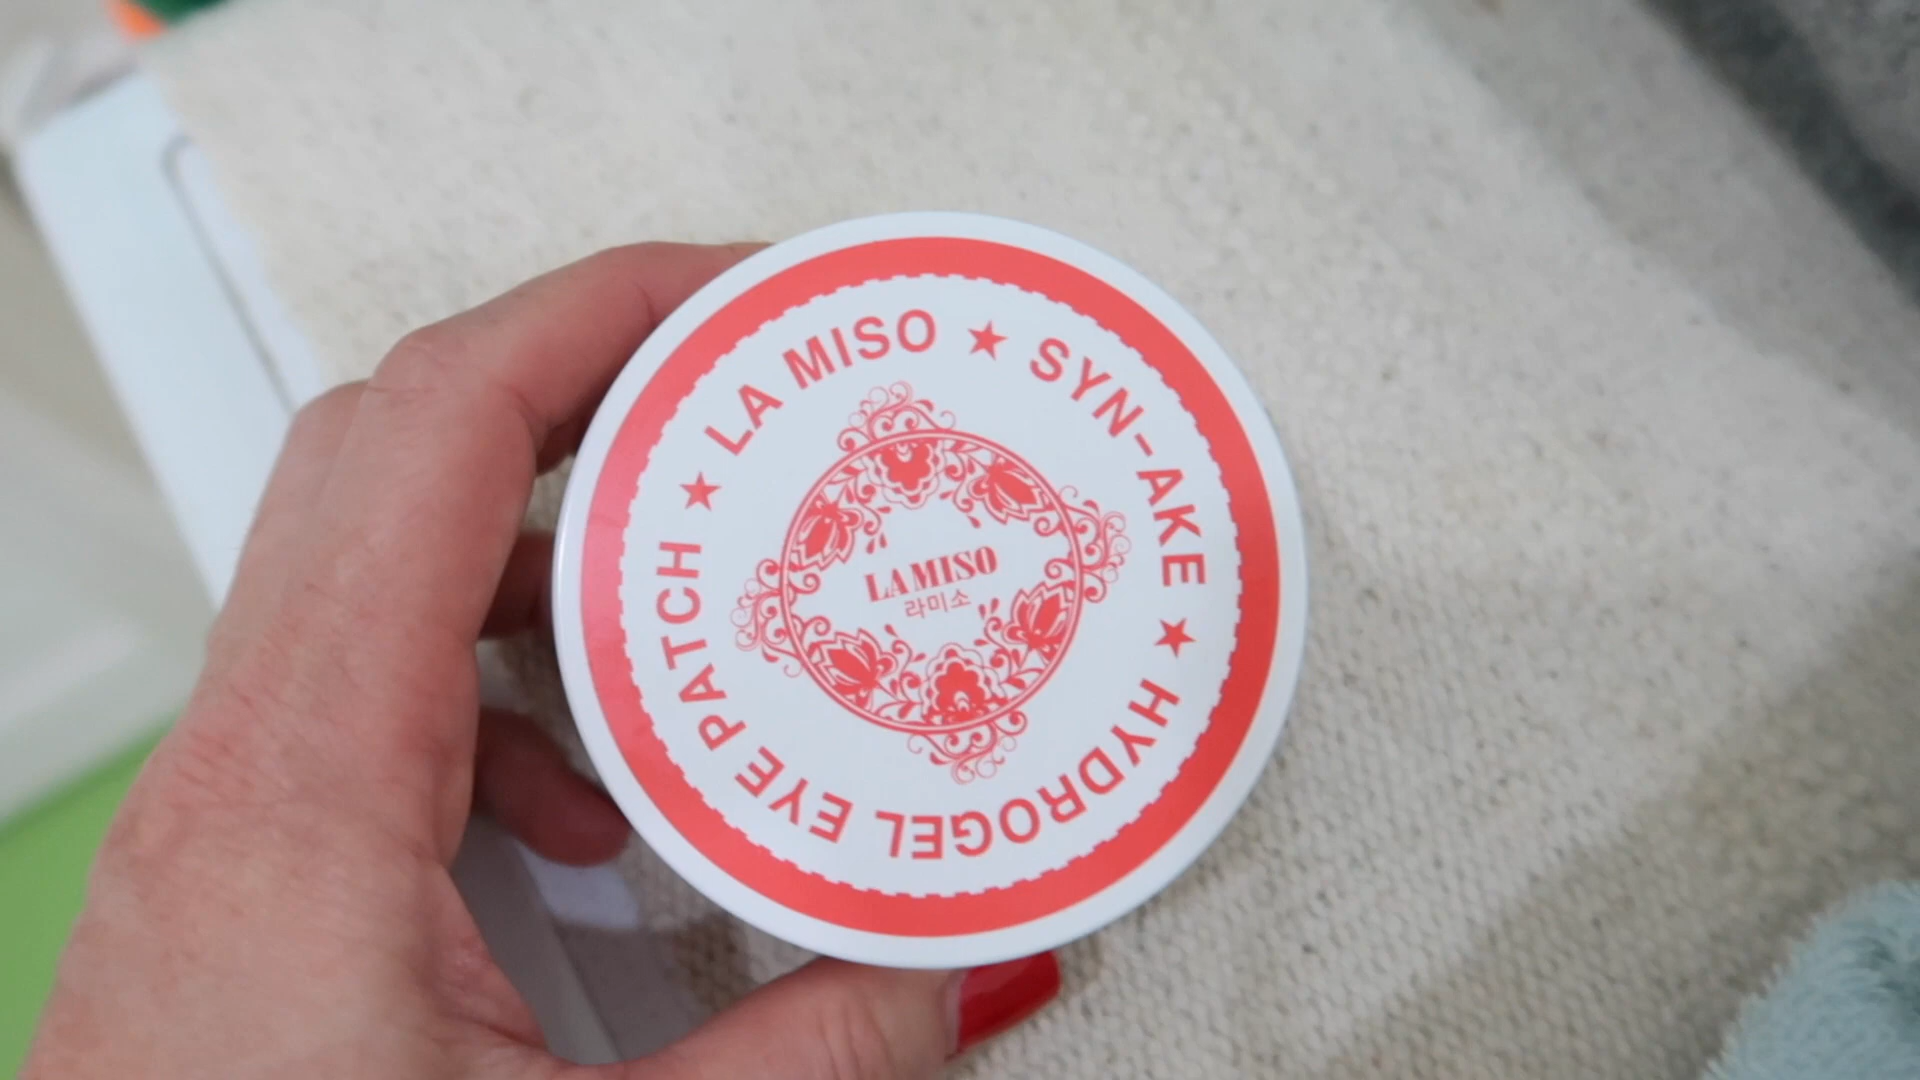 LA MISO ★ SYN-AKE ★ HYDROGEL EYE PATCH ★
LA MISO
라미소